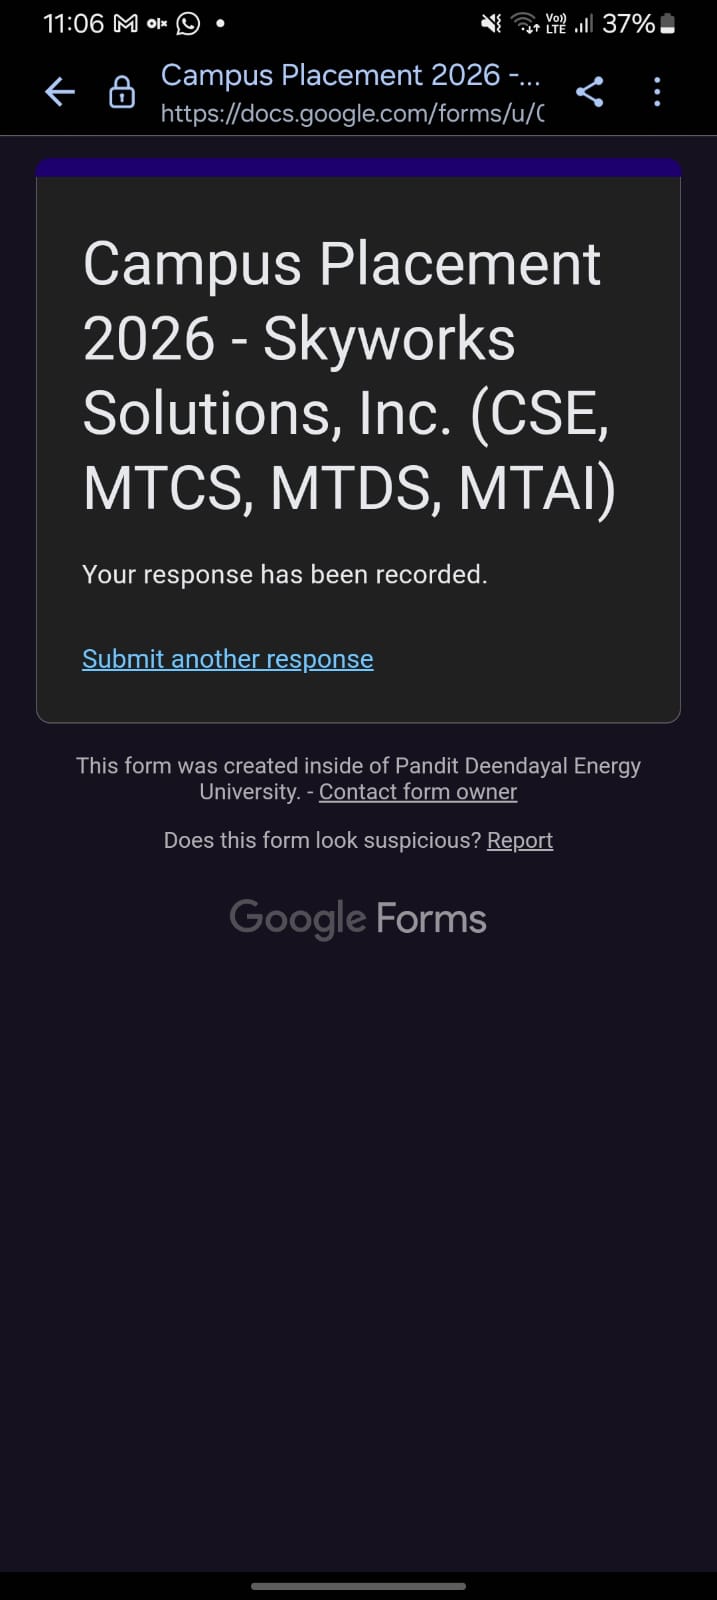 11:06
olx
Vo))
LTE
37%
Campus Placement 2026 -...
https://docs.google.com/forms/u/0
Campus Placement
2026 - Skyworks
Solutions, Inc. (CSE,
MTCS, MTDS, MTAI)
Your response has been recorded.
Submit another response
This form was created inside of Pandit Deendayal Energy
University. - Contact form owner
Does this form look suspicious? Report
Google Forms